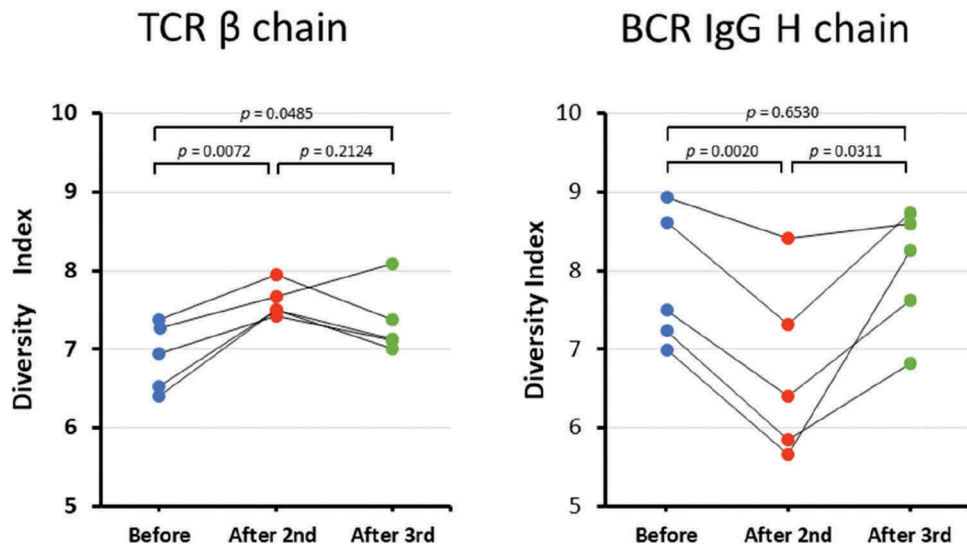 TCR β chain
10
9
8
7
6
5
Diversity Index
p = 0.0485
p = 0.0072
p = 0.2124
Before
After 2nd
After 3rd
BCR IgG H chain
10
9
8
7
6
5
Diversity Index
p = 0.6530
p = 0.0020
p = 0.0311
Before
After 2nd
After 3rd